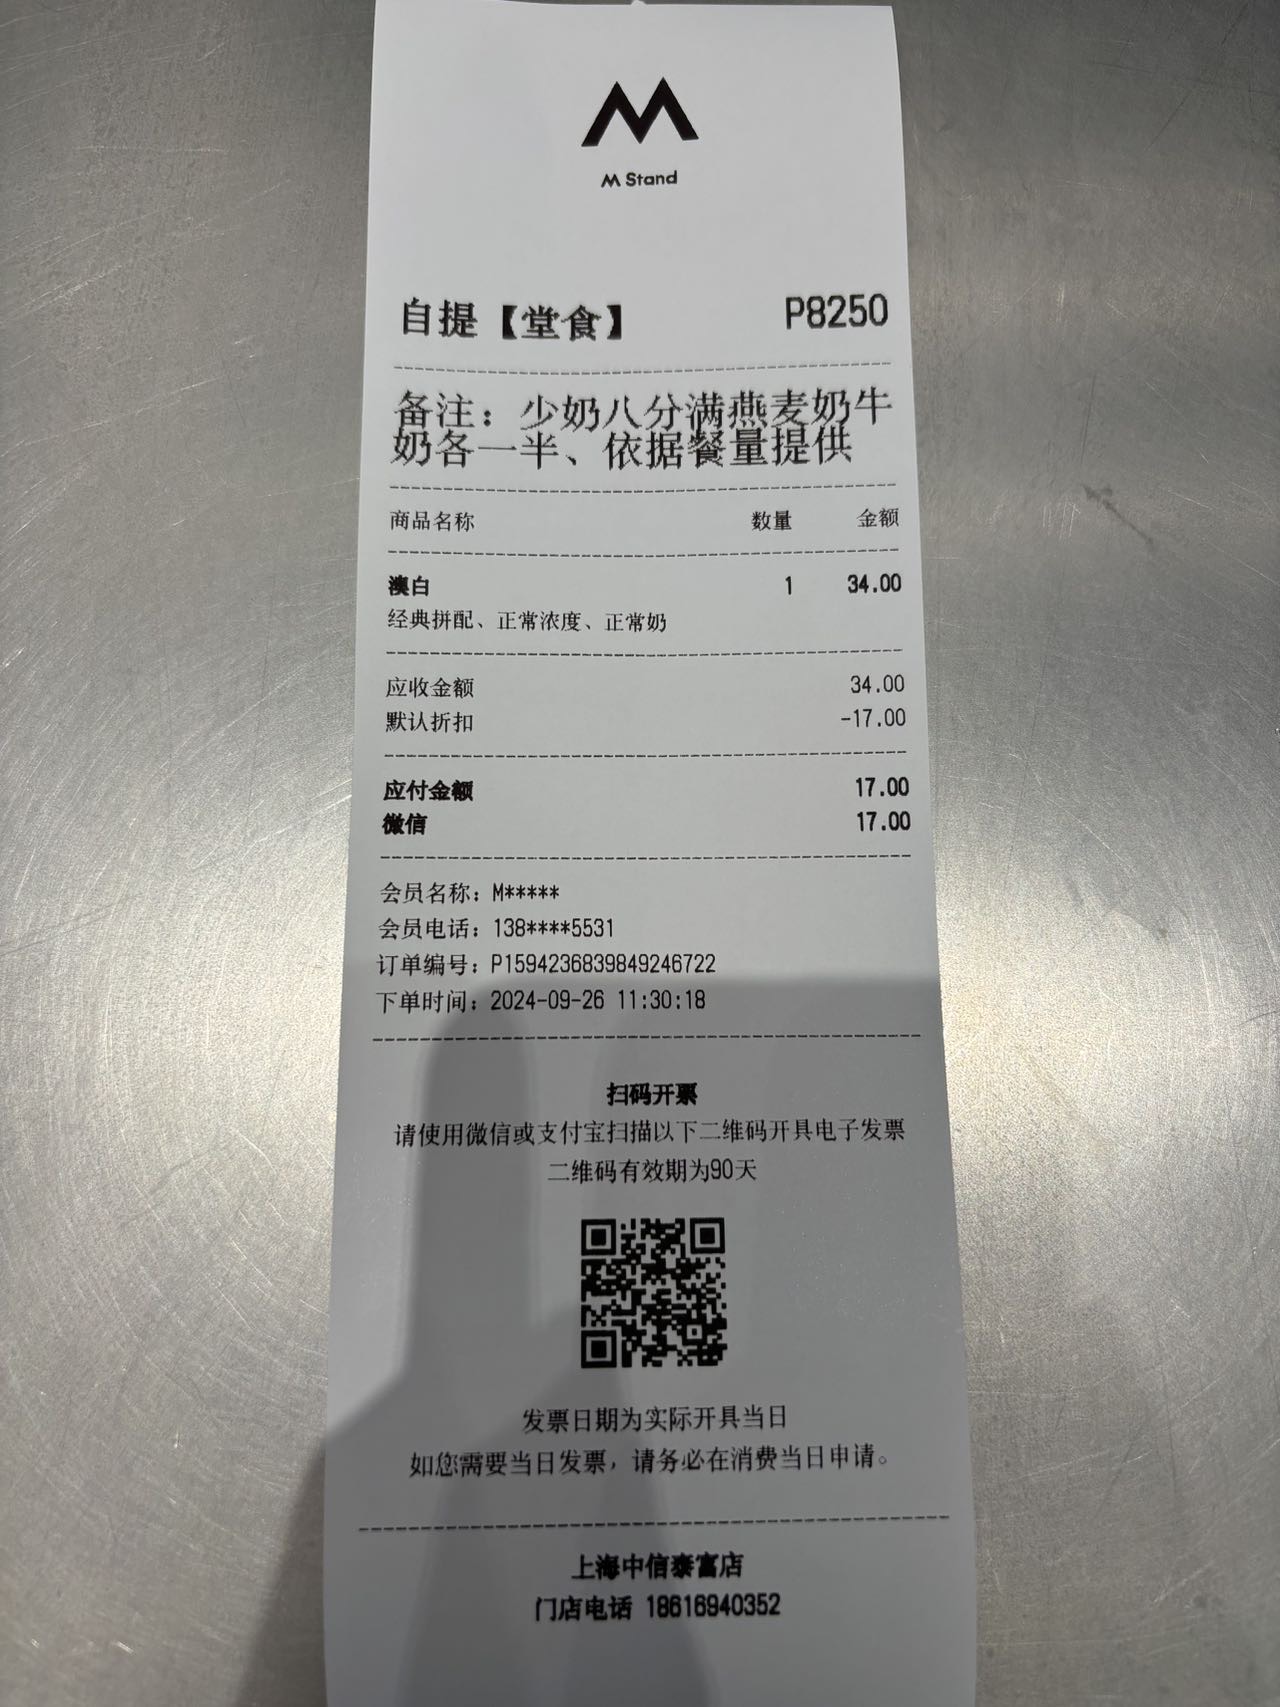 M
M Stand
自提【堂食】 P8250
备注：少奶八分满燕麦奶牛
奶各一半、依据餐量提供
商品名称 数量 金额
澳白 1 34.00
经典拼配、正常浓度、正常奶
应收金额 34.00
默认折扣 -17.00
应付金额 17.00
微信 17.00
会员名称：M*****
会员电话：138****5531
订单编号：P1594236839849246722
下单时间：2024-09-26 11:30:18
扫码开票
请使用微信或支付宝扫描以下二维码开具电子发票
二维码有效期为90天
发票日期为实际开具当日
如您需要当日发票，请务必在消费当日申请。
上海中信泰富店
门店电话 18616940352